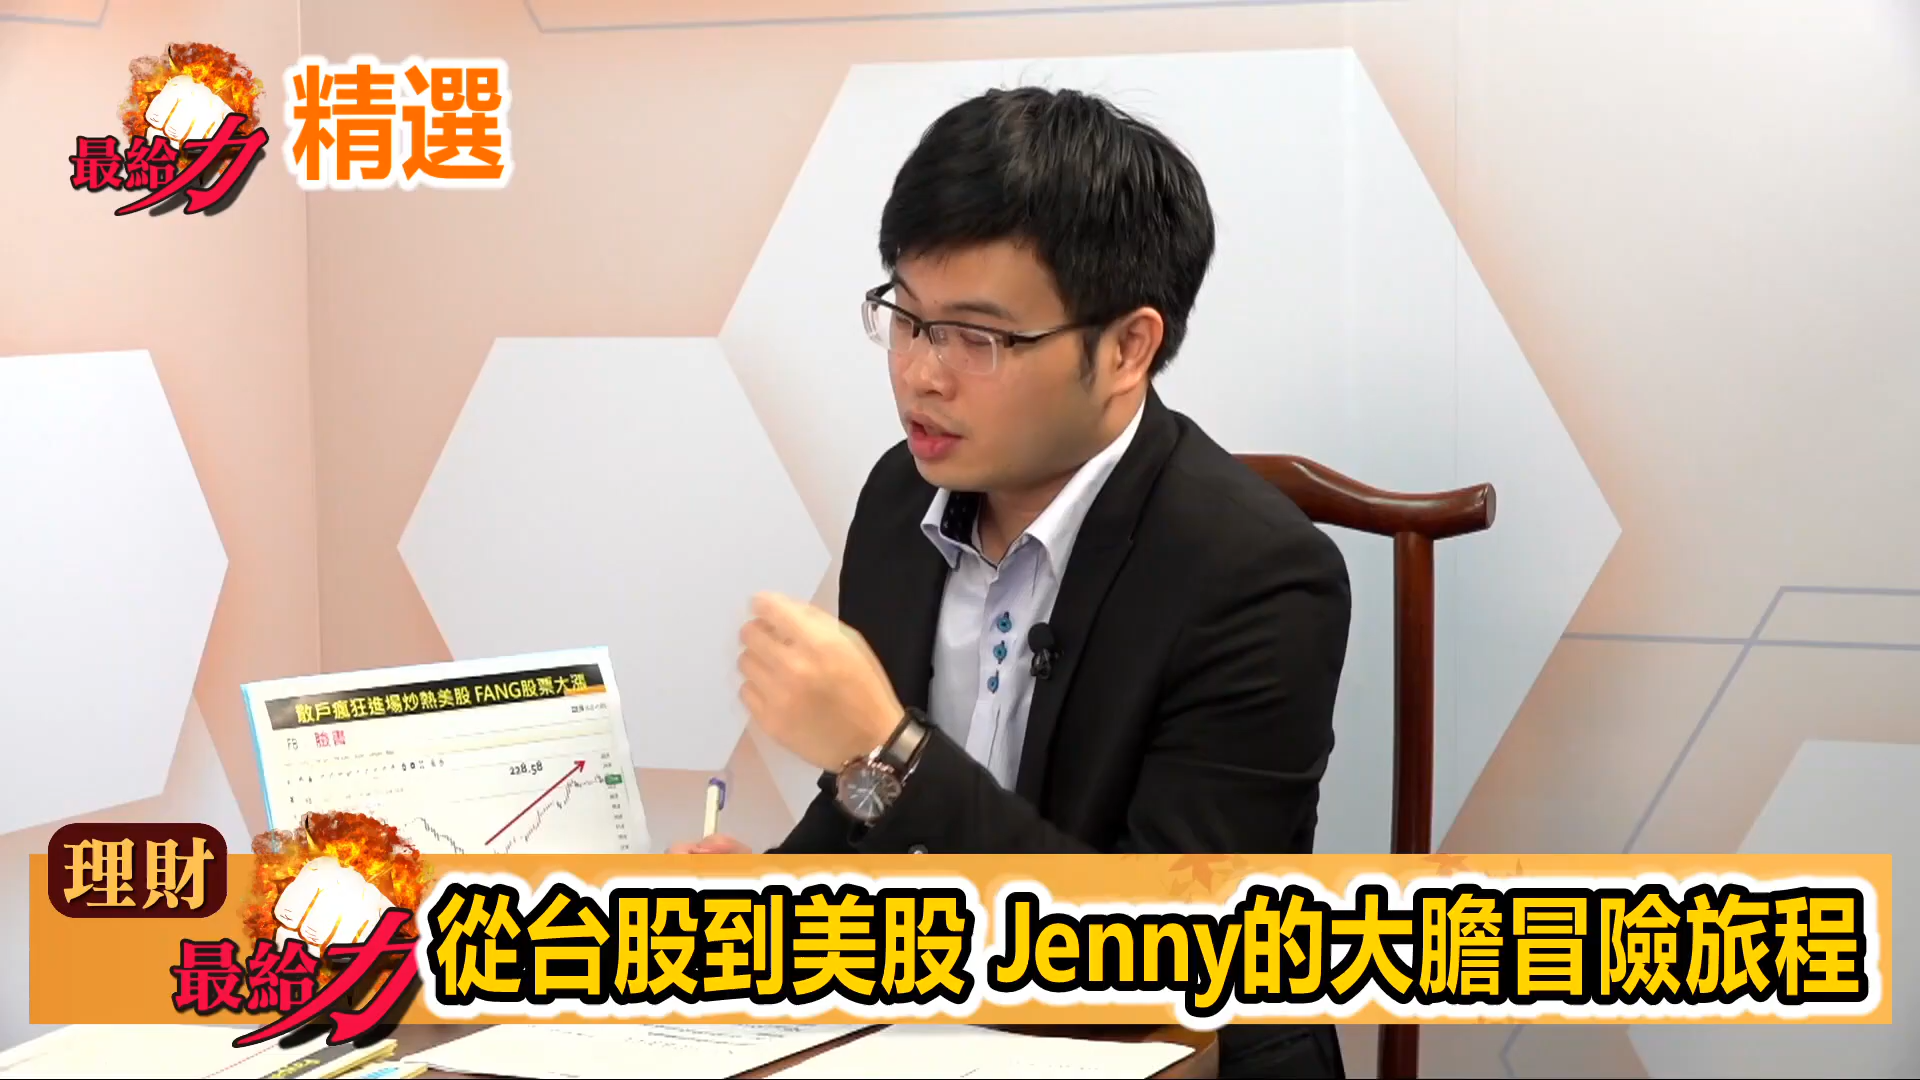 最給力 精選
散戶瘋狂進場炒熱美股 FANG股票大漲
FB 臉書
228.58
理財
最給力
從台股到美股 Jenny的大膽冒險旅程